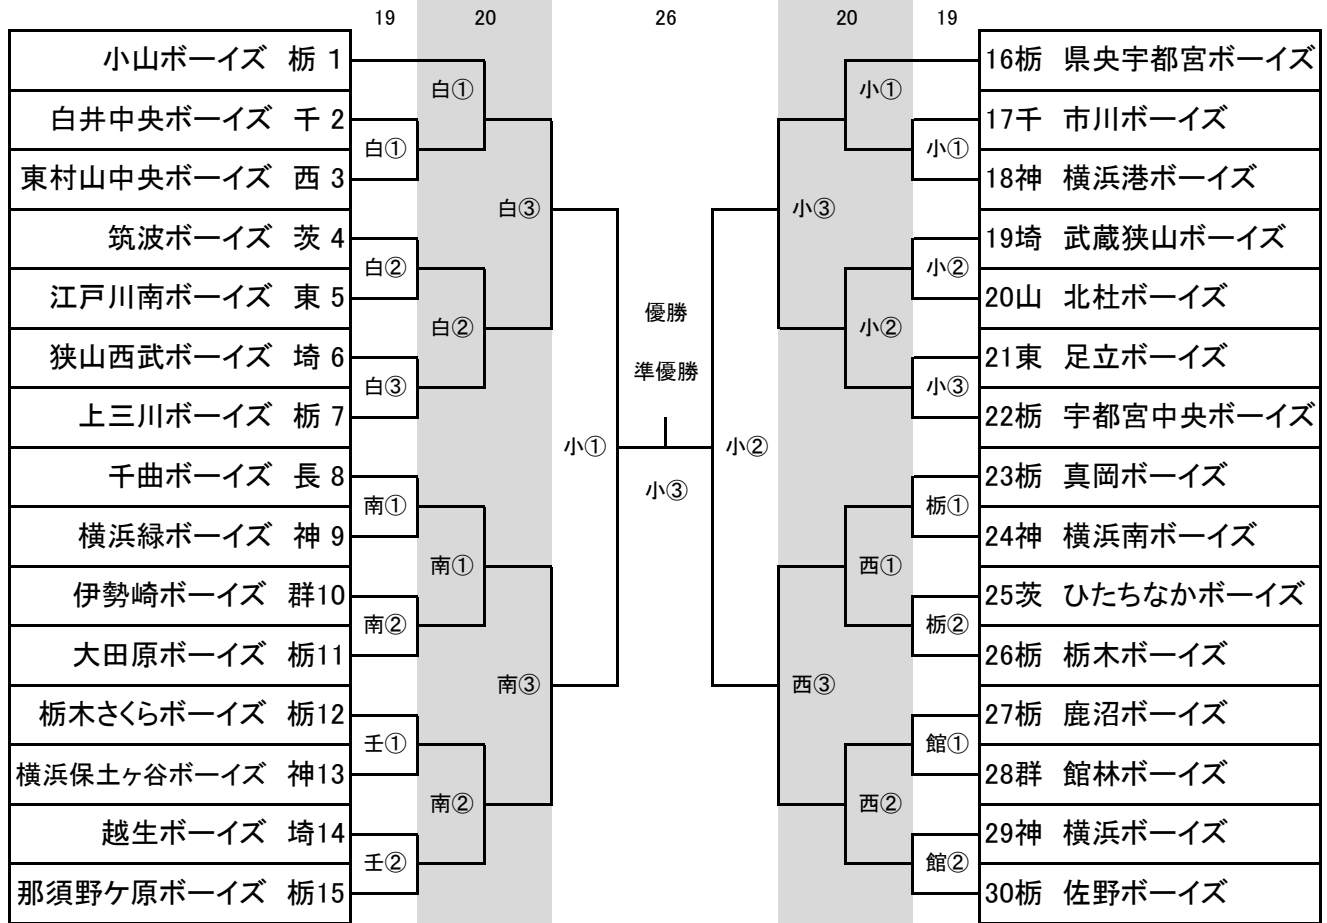 19 20 26 20 19
小山ボーイズ 栃 1
白井中央ボーイズ 千 2
東村山中央ボーイズ 西 3
筑波ボーイズ 茨 4
江戸川南ボーイズ 東 5
狭山西武ボーイズ 埼 6
上三川ボーイズ 栃 7
千曲ボーイズ 長 8
横浜緑ボーイズ 神 9
伊勢崎ボーイズ 群10
大田原ボーイズ 栃11
栃木さくらボーイズ 栃12
横浜保土ヶ谷ボーイズ 神13
越生ボーイズ 埼14
那須野ケ原ボーイズ 栃15
白①
白②
白③
南①
南②
壬①
壬②
白①
白②
南①
南②
白③
南③
小①
優勝
準優勝
小③
小②
小③
西③
小①
小②
西①
西②
小①
小②
小③
栃①
栃②
館①
館②
16栃 県央宇都宮ボーイズ
17千 市川ボーイズ
18神 横浜港ボーイズ
19埼 武蔵狭山ボーイズ
20山 北杜ボーイズ
21東 足立ボーイズ
22栃 宇都宮中央ボーイズ
23栃 真岡ボーイズ
24神 横浜南ボーイズ
25茨 ひたちなかボーイズ
26栃 栃木ボーイズ
27栃 鹿沼ボーイズ
28群 館林ボーイズ
29神 横浜ボーイズ
30栃 佐野ボーイズ